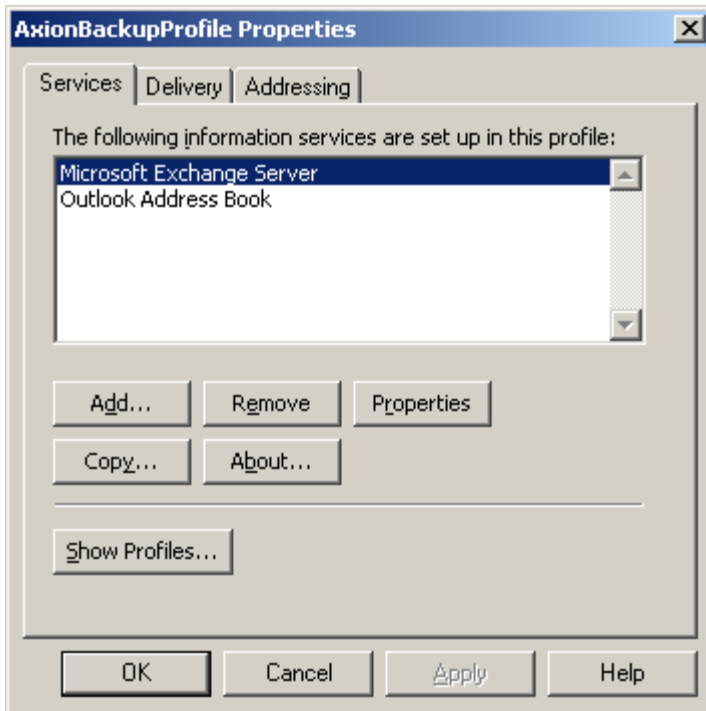 AxionBackupProfile Properties
Services Delivery Addressing
The following information services are set up in this profile:
Microsoft Exchange Server
Outlook Address Book
Add... Remove Properties
Copy... About...
Show Profiles...
OK Cancel Apply Help